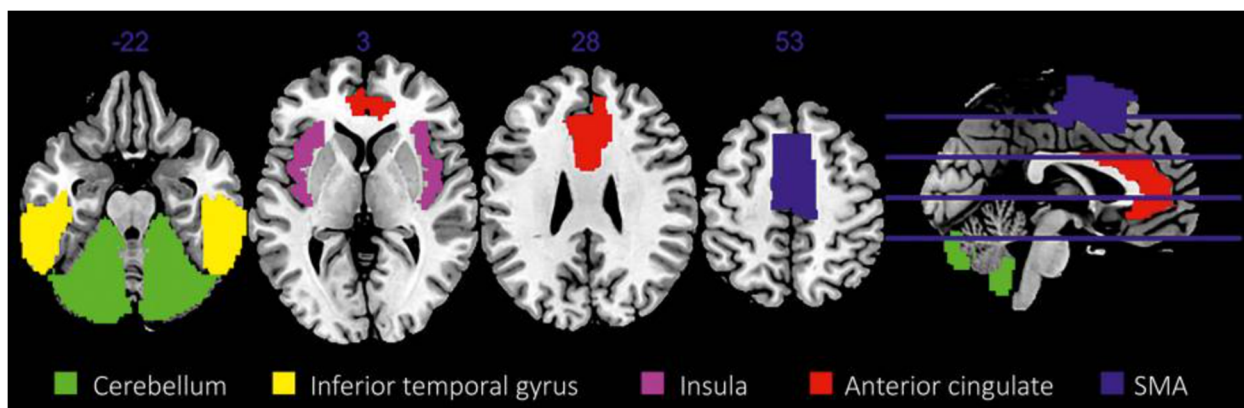 -22 3 28 53
Cerebellum Inferior temporal gyrus Insula Anterior cingulate SMA